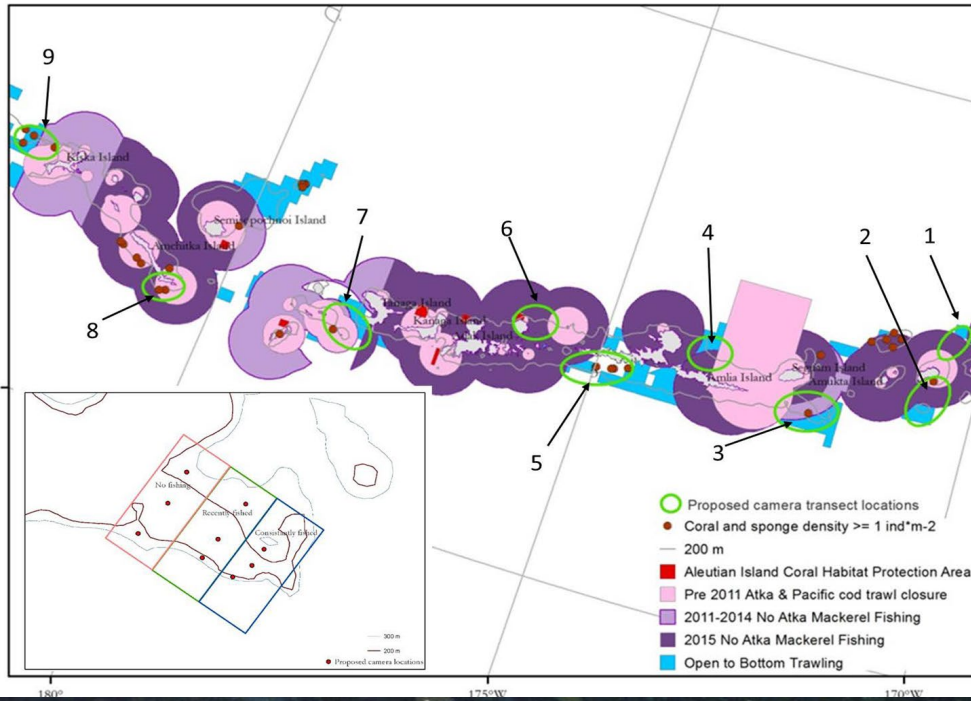 9
Kiska Island
1
2
4
6
7
Semisopochnoi Island
Amchitka Island
8
Tanaga Island
Kanaga Island
Adak Island
Seguam Island
Amlia Island
Amukta Island
5
3
No fishing
Recently fished
Consistantly fished
300 m
200 m
Proposed camera locations
Proposed camera transect locations
Coral and sponge density >= 1 ind*m-2
200 m
Aleutian Island Coral Habitat Protection Area
Pre 2011 Atka & Pacific cod trawl closure
2011-2014 No Atka Mackerel Fishing
2015 No Atka Mackerel Fishing
Open to Bottom Trawling
180°
175°W
170°W